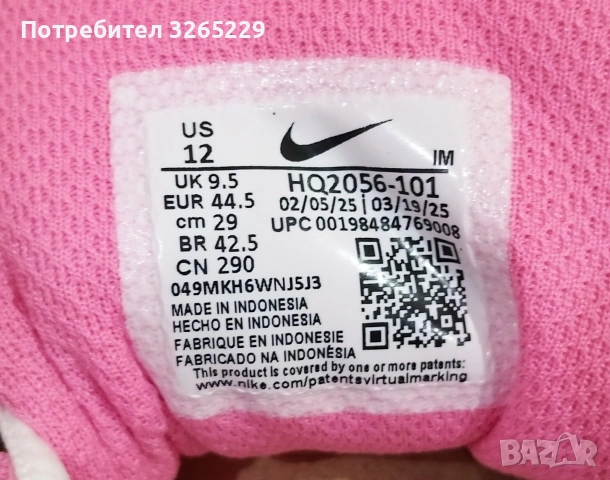 Потребител 3265229
US
12
IM
UK 9.5
EUR 44.5
cm 29
BR 42.5
CN 290
HQ2056-101
02/05/25 | 03/19/25
UPC 00198484769008
049MKH6WNJ5J3
MADE IN INDONESIA
HECHO EN INDONESIA
FABRIQUE EN INDONESIE
FABRICADO NA INDONÉSIA
This product is covered by one or more patents.
www.nike.com/patentsvirtualmarking
BAZAR